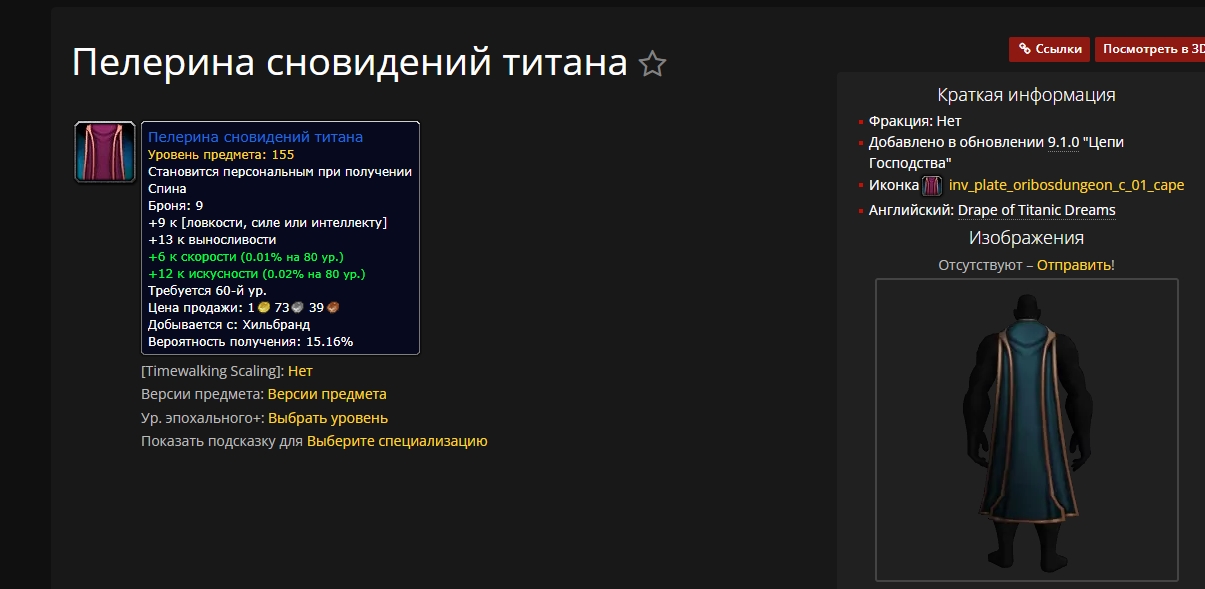 Пелерина сновидений титана
Ссылки
Посмотреть в 3D
Пелерина сновидений титана
Уровень предмета: 155
Становится персональным при получении
Спина
Броня: 9
+9 к [ловкости, силе или интеллекту]
+13 к выносливости
+6 к скорости (0.01% на 80 ур.)
+12 к искусности (0.02% на 80 ур.)
Требуется 60-й ур.
Цена продажи: 1 73 39
Добывается с: Хильбранд
Вероятность получения: 15.16%
[Timewalking Scaling]: Нет
Версии предмета: Версии предмета
Ур. эпохального+: Выбрать уровень
Показать подсказку для Выберите специализацию
Краткая информация
Фракция: Нет
Добавлено в обновлении 9.1.0 "Цепи
Господства"
Иконка inv_plate_oribosdungeon_c_01_cape
Английский: Drape of Titanic Dreams
Изображения
Отсутствуют – Отправить!